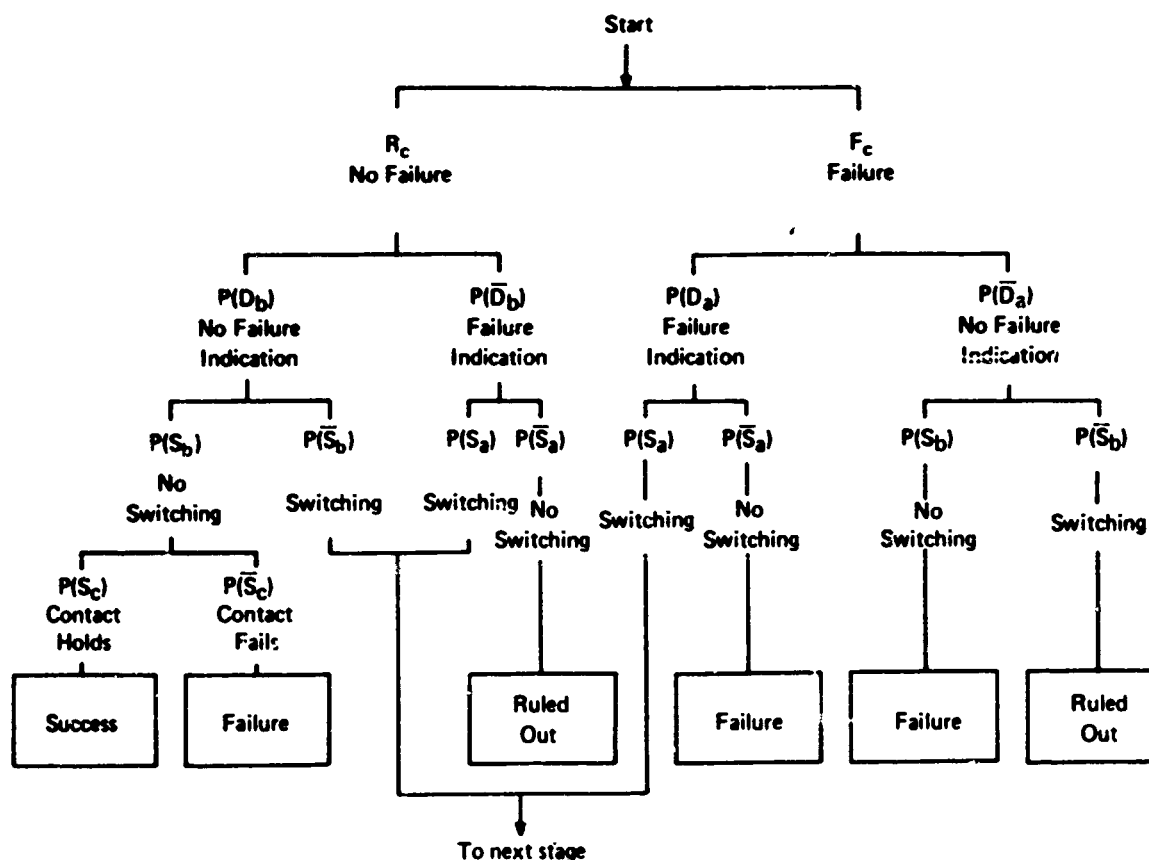 Start
R_c
No Failure
F_c
Failure
P(D_b)
No Failure
Indication
P(D̅_b)
Failure
Indication
P(D_a)
Failure
Indication
P(D̅_a)
No Failure
Indication
P(S_b)
No
Switching
P(S̅_b)
Switching
P(S_a)
Switching
P(S̅_a)
No
Switching
P(S_a)
Switching
P(S̅_a)
No
Switching
P(S_b)
No
Switching
P(S̅_b)
Switching
P(S_c)
Contact
Holds
P(S̅_c)
Contact
Fails
Success
Failure
Ruled
Out
Failure
Failure
Ruled
Out
To next stage